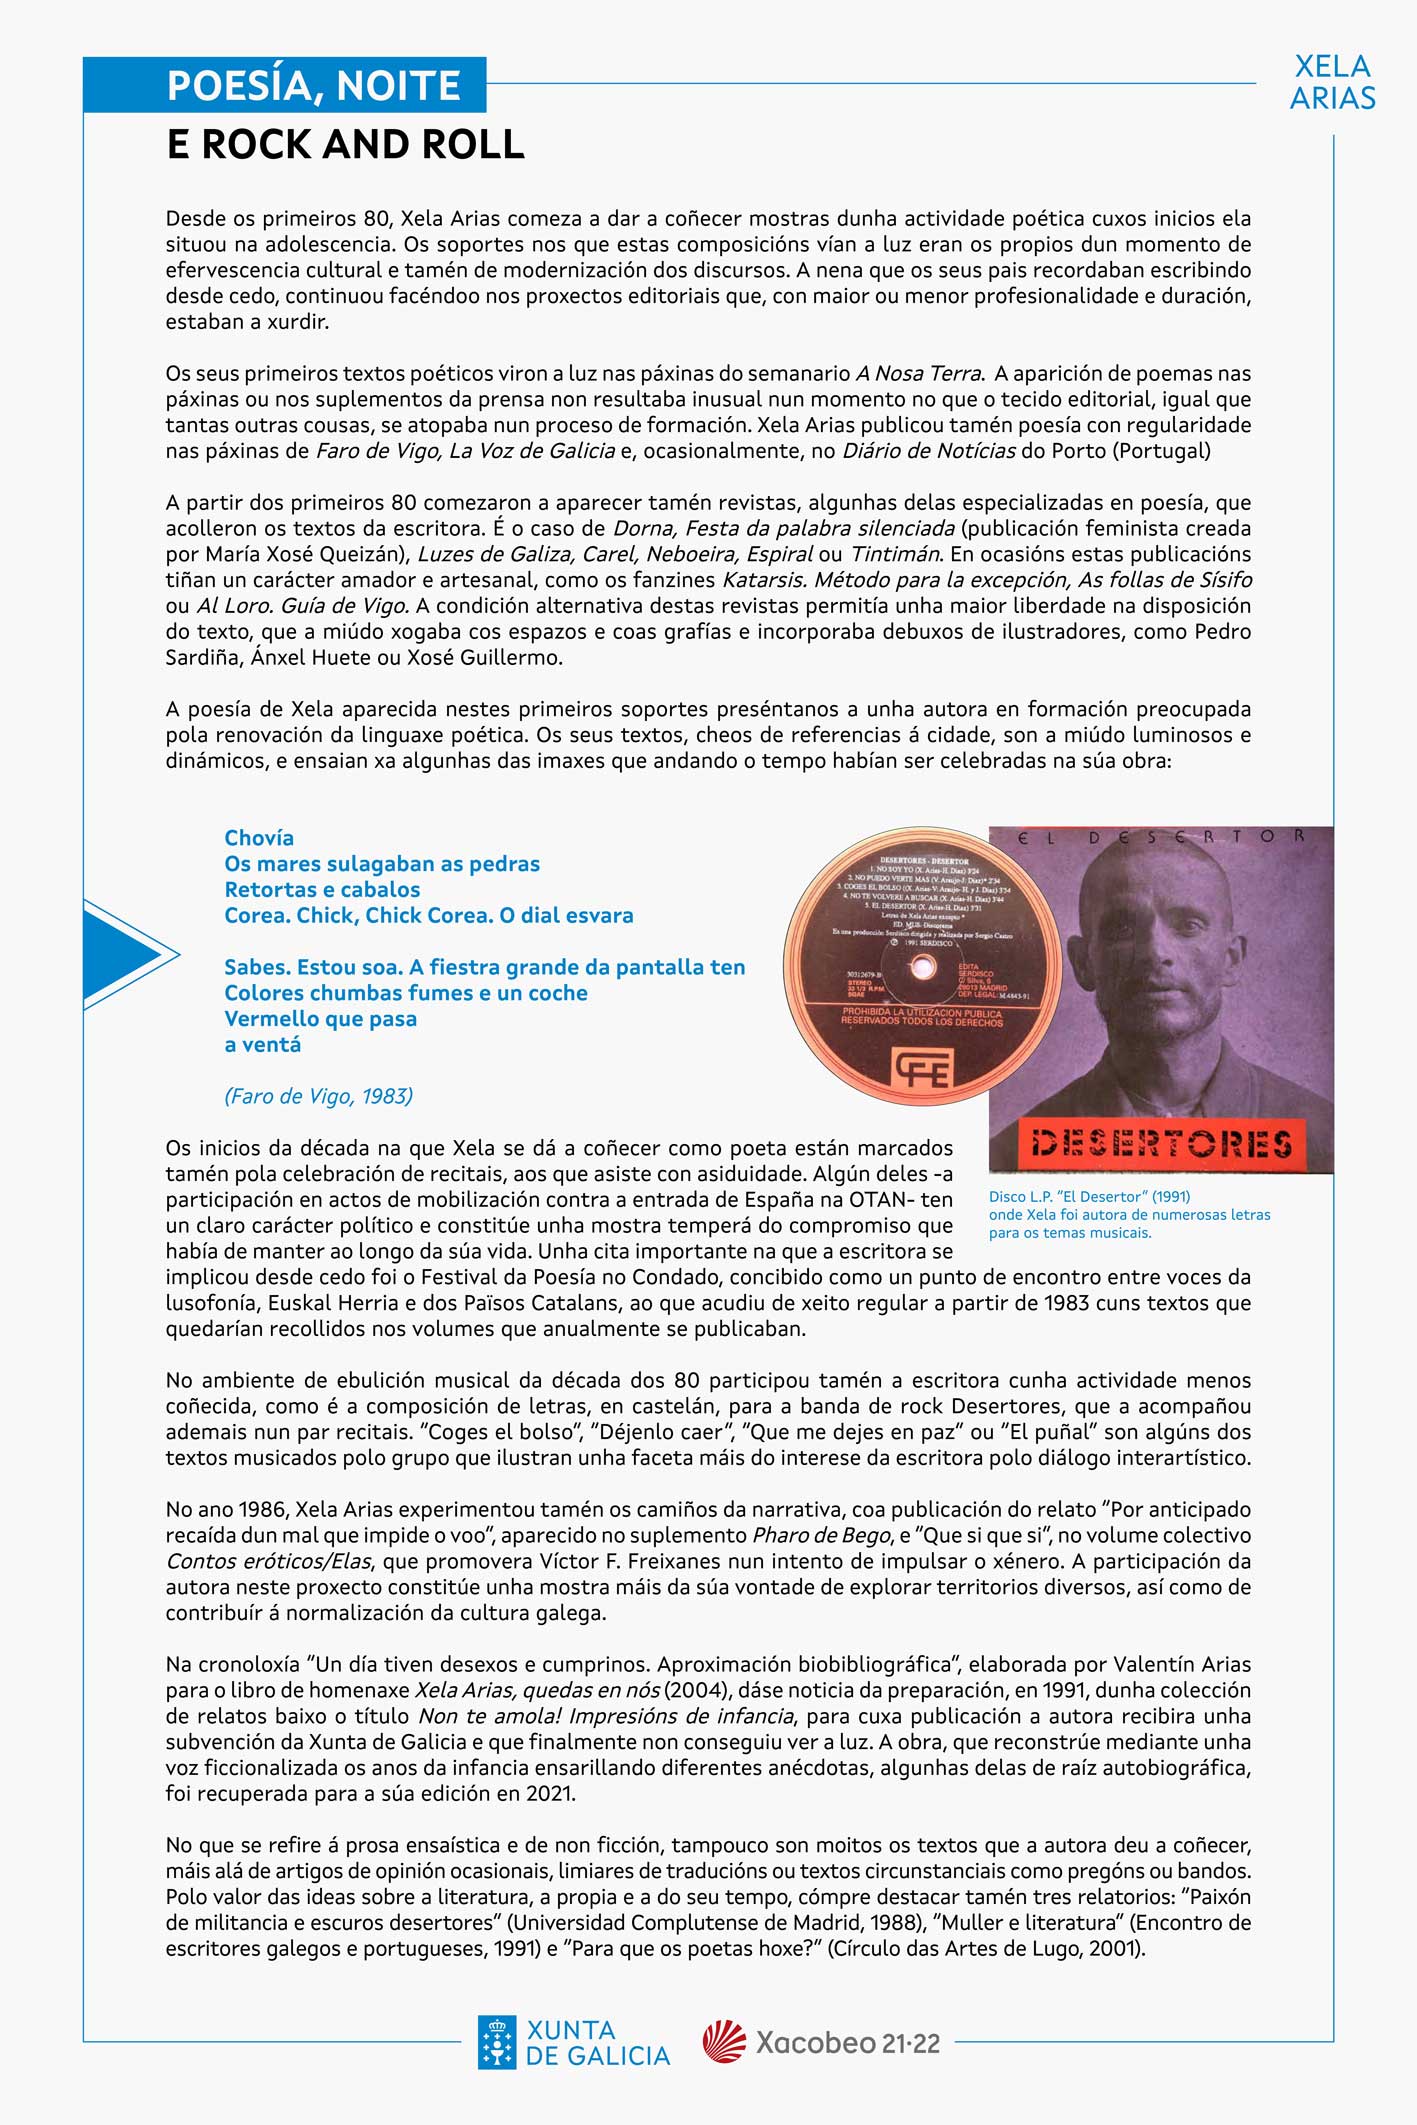 POESÍA, NOITE
E ROCK AND ROLL
XELA
ARIAS
Desde os primeiros 80, Xela Arias comeza a dar a coñecer mostras dunha actividade poética cuxos inicios ela
situou na adolescencia. Os soportes nos que estas composicións vían a luz eran os propios dun momento de
efervescencia cultural e tamén de modernización dos discursos. A nena que os seus pais recordaban escribindo
desde cedo, continuou facéndoo nos proxectos editoriais que, con maior ou menor profesionalidade e duración,
estaban a xurdir.
Os seus primeiros textos poéticos viron a luz nas páxinas do semanario A Nosa Terra. A aparición de poemas nas
páxinas ou nos suplementos da prensa non resultaba inusual nun momento no que o tecido editorial, igual que
tantas outras cousas, se atopaba nun proceso de formación. Xela Arias publicou tamén poesía con regularidade
nas páxinas de Faro de Vigo, La Voz de Galicia e, ocasionalmente, no Diário de Notícias do Porto (Portugal)
A partir dos primeiros 80 comezaron a aparecer tamén revistas, algunhas delas especializadas en poesía, que
acolleron os textos da escritora. É o caso de Dorna, Festa da palabra silenciada (publicación feminista creada
por María Xosé Queizán), Luzes de Galiza, Carel, Neboeira, Espiral ou Tintimán. En ocasións estas publicacións
tiñan un carácter amador e artesanal, como os fanzines Katarsis. Método para la excepción, As follas de Sísifo
ou Al Loro. Guía de Vigo. A condición alternativa destas revistas permitía unha maior liberdade na disposición
do texto, que a miúdo xogaba cos espazos e coas grafías e incorporaba debuxos de ilustradores, como Pedro
Sardiña, Ánxel Huete ou Xosé Guillermo.
A poesía de Xela aparecida nestes primeiros soportes preséntanos a unha autora en formación preocupada
pola renovación da linguaxe poética. Os seus textos, cheos de referencias á cidade, son a miúdo luminosos e
dinámicos, e ensaian xa algunhas das imaxes que andando o tempo habían ser celebradas na súa obra:
Chovía
Os mares sulagaban as pedras
Retortas e cabalos
Corea. Chick, Chick Corea. O dial esvara
Sabes. Estou soa. A fiestra grande da pantalla ten
Colores chumbas fumes e un coche
Vermello que pasa
a ventá
(Faro de Vigo, 1983)
DESERTORES - DESERTOR
1. NO SOY YO (X. Arias-H. Diaz) 3'24
2. NO PUEDO VERTE MAS (V. Araujo-J. Diaz)* 2'34
3. COGES EL BOLSO ((X. Arias-V. Araujo- H. y J. Diaz) 3'54
4. NO TE VOLVERE A BUSCAR (X. Arias-H. Diaz) 3'44
5. EL DESERTOR (X. Arias-H. Diaz) 3'31
Letras de Xela Arias excepto *
ED. MUS: Discorama
Es una producción Serdisco dirigida y realizada por Sergio Castro
℗ 1991 SERDISCO
30312679-B
STEREO
33 1/3 R.P.M.
SGAE
EDITA
SERDISCO
© Silva, 6
28013 MADRID
DEP. LEGAL: M.4843-91
PROHIBIDA LA UTILIZACION PUBLICA
RESERVADOS TODOS LOS DERECHOS
CFE
EL DESERTOR
DESERTORES
Disco L.P. "El Desertor" (1991)
onde Xela foi autora de numerosas letras
para os temas musicais.
Os inicios da década na que Xela se dá a coñecer como poeta están marcados
tamén pola celebración de recitais, aos que asiste con asiduidade. Algún deles -a
participación en actos de mobilización contra a entrada de España na OTAN- ten
un claro carácter político e constitúe unha mostra temperá do compromiso que
había de manter ao longo da súa vida. Unha cita importante na que a escritora se
implicou desde cedo foi o Festival da Poesía no Condado, concibido como un punto de encontro entre voces da
lusofonía, Euskal Herria e dos Països Catalans, ao que acudiu de xeito regular a partir de 1983 cuns textos que
quedarían recollidos nos volumes que anualmente se publicaban.
No ambiente de ebulición musical da década dos 80 participou tamén a escritora cunha actividade menos
coñecida, como é a composición de letras, en castelán, para a banda de rock Desertores, que a acompañou
ademais nun par recitais. "Coges el bolso", "Déjenlo caer", "Que me dejes en paz" ou "El puñal" son algúns dos
textos musicados polo grupo que ilustran unha faceta máis do interese da escritora polo diálogo interartístico.
No ano 1986, Xela Arias experimentou tamén os camiños da narrativa, coa publicación do relato "Por anticipado
recaída dun mal que impide o voo", aparecido no suplemento Pharo de Bego, e "Que si que si", no volume colectivo
Contos eróticos/Elas, que promovera Víctor F. Freixanes nun intento de impulsar o xénero. A participación da
autora neste proxecto constitúe unha mostra máis da súa vontade de explorar territorios diversos, así como de
contribuír á normalización da cultura galega.
Na cronoloxía "Un día tiven desexos e cumprinos. Aproximación biobibliográfica", elaborada por Valentín Arias
para o libro de homenaxe Xela Arias, quedas en nós (2004), dáse noticia da preparación, en 1991, dunha colección
de relatos baixo o título Non te amola! Impresións de infancia, para cuxa publicación a autora recibira unha
subvención da Xunta de Galicia e que finalmente non conseguiu ver a luz. A obra, que reconstrúe mediante unha
voz ficcionalizada os anos da infancia ensarillando diferentes anécdotas, algunhas delas de raíz autobiográfica,
foi recuperada para a súa edición en 2021.
No que se refire á prosa ensaística e de non ficción, tampouco son moitos os textos que a autora deu a coñecer,
máis alá de artigos de opinión ocasionais, limiares de traducións ou textos circunstanciais como pregóns ou bandos.
Polo valor das ideas sobre a literatura, a propia e a do seu tempo, cómpre destacar tamén tres relatorios: "Paixón
de militancia e escuros desertores" (Universidad Complutense de Madrid, 1988), "Muller e literatura" (Encontro de
escritores galegos e portugueses, 1991) e "Para que os poetas hoxe?" (Círculo das Artes de Lugo, 2001).
XUNTA
DE GALICIA
Xacobeo 21·22